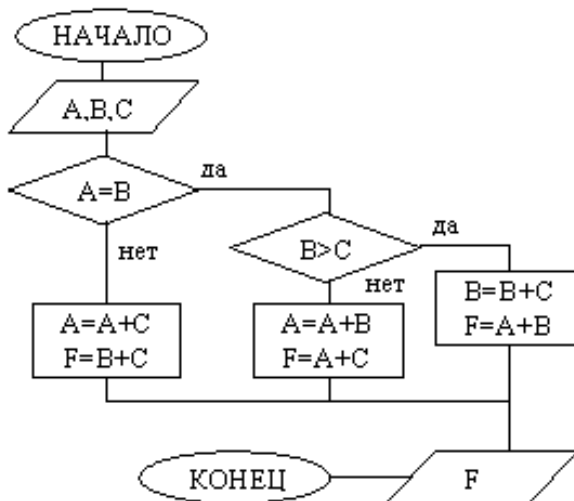 НАЧАЛО
A,B,C
A=B
да
нет
B>C
да
нет
A=A+C
F=B+C
A=A+B
F=A+C
B=B+C
F=A+B
F
КОНЕЦ